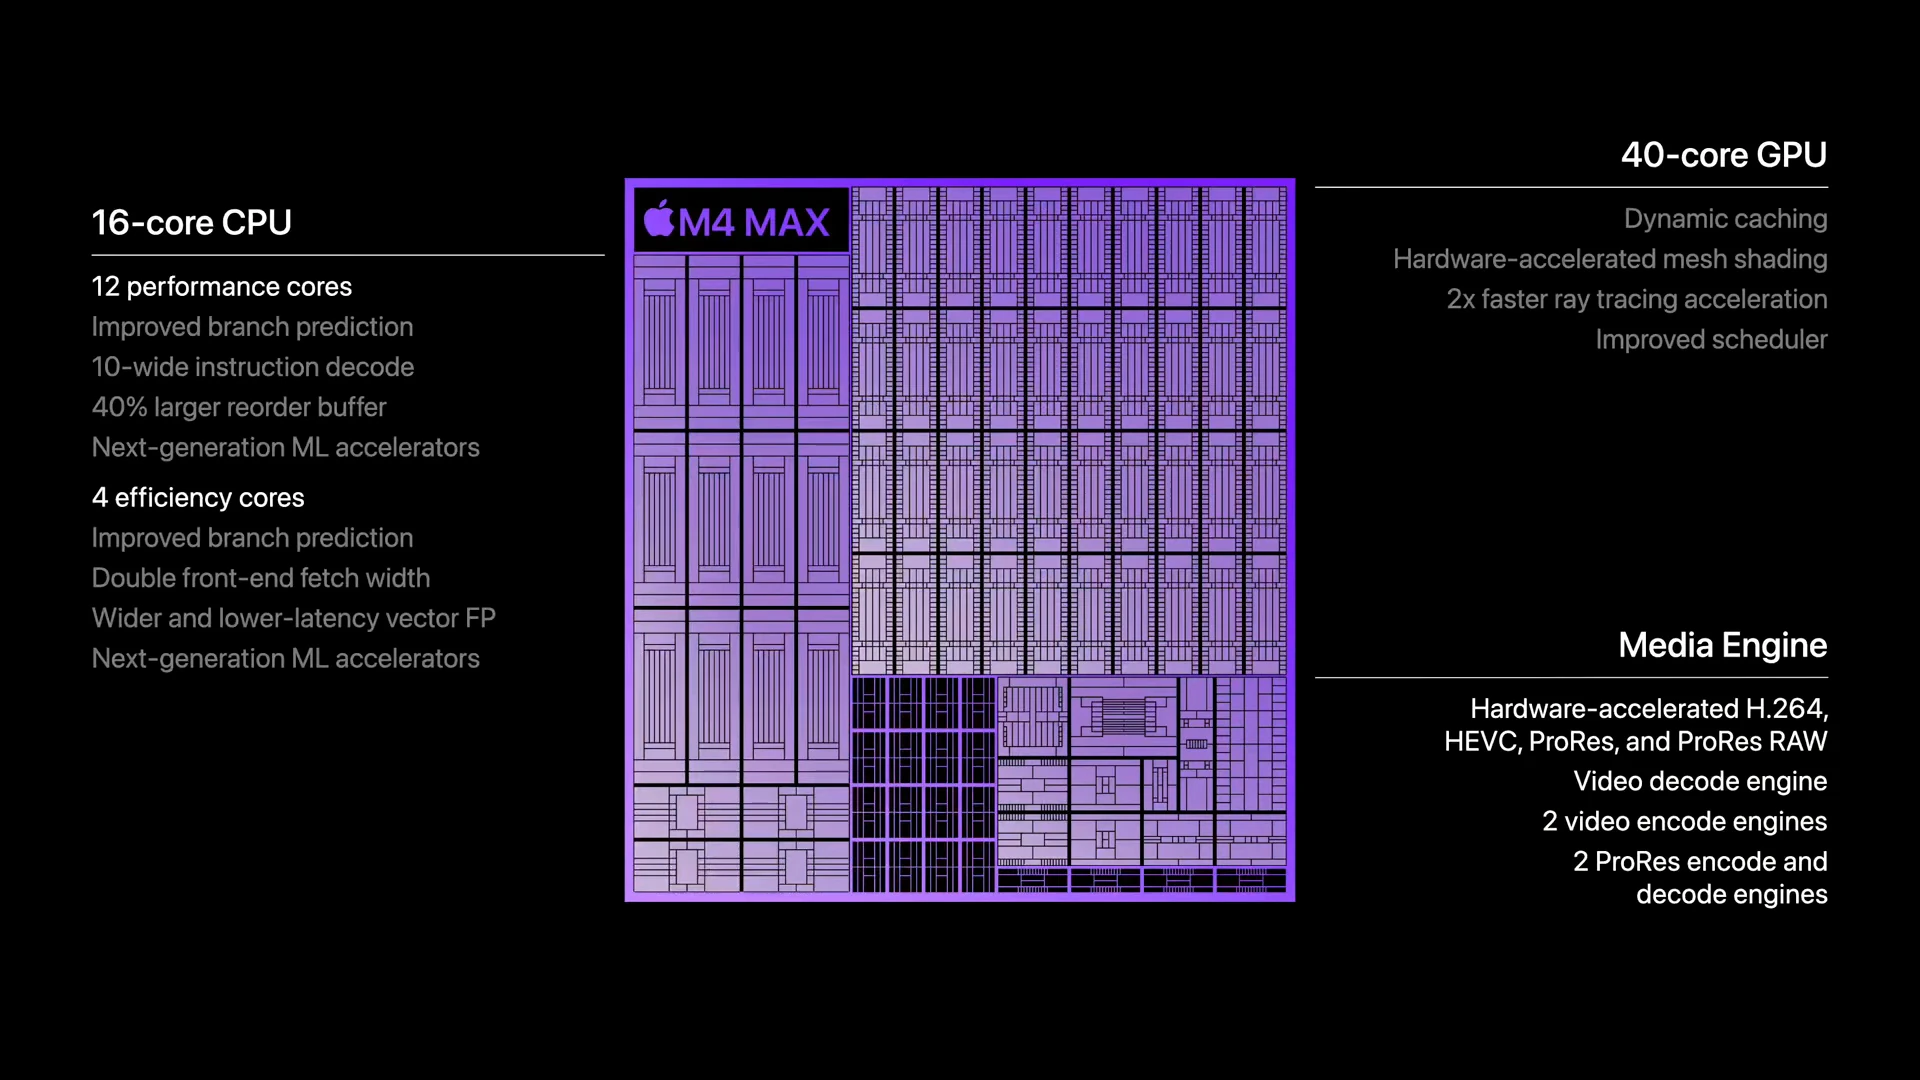 16-core CPU
12 performance cores
Improved branch prediction
10-wide instruction decode
40% larger reorder buffer
Next-generation ML accelerators
4 efficiency cores
Improved branch prediction
Double front-end fetch width
Wider and lower-latency vector FP
Next-generation ML accelerators
M4 MAX
40-core GPU
Dynamic caching
Hardware-accelerated mesh shading
2x faster ray tracing acceleration
Improved scheduler
Media Engine
Hardware-accelerated H.264,
HEVC, ProRes, and ProRes RAW
Video decode engine
2 video encode engines
2 ProRes encode and
decode engines